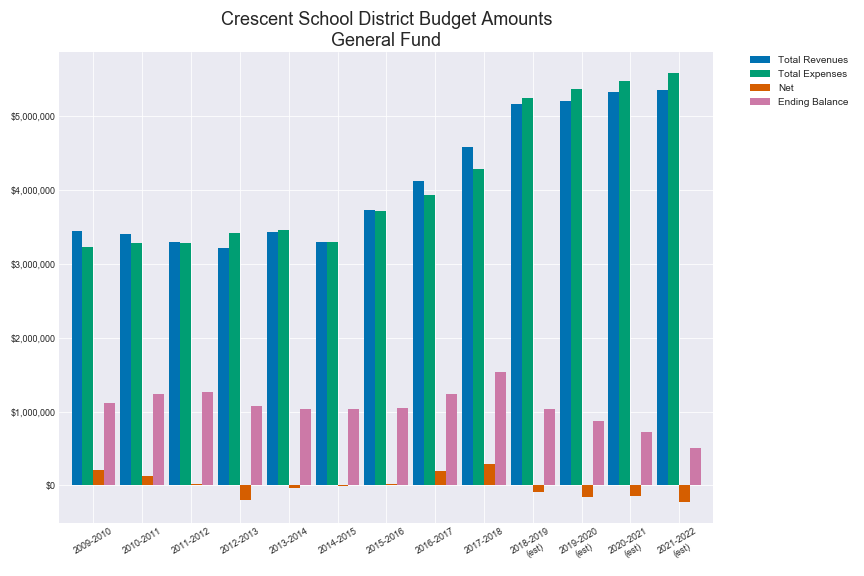 Crescent School District Budget Amounts
General Fund
Total Revenues
Total Expenses
Net
Ending Balance
$5,000,000
$4,000,000
$3,000,000
$2,000,000
$1,000,000
$0
2009-2010
2010-2011
2011-2012
2012-2013
2013-2014
2014-2015
2015-2016
2016-2017
2017-2018
2018-2019
(est)
2019-2020
(est)
2020-2021
(est)
2021-2022
(est)